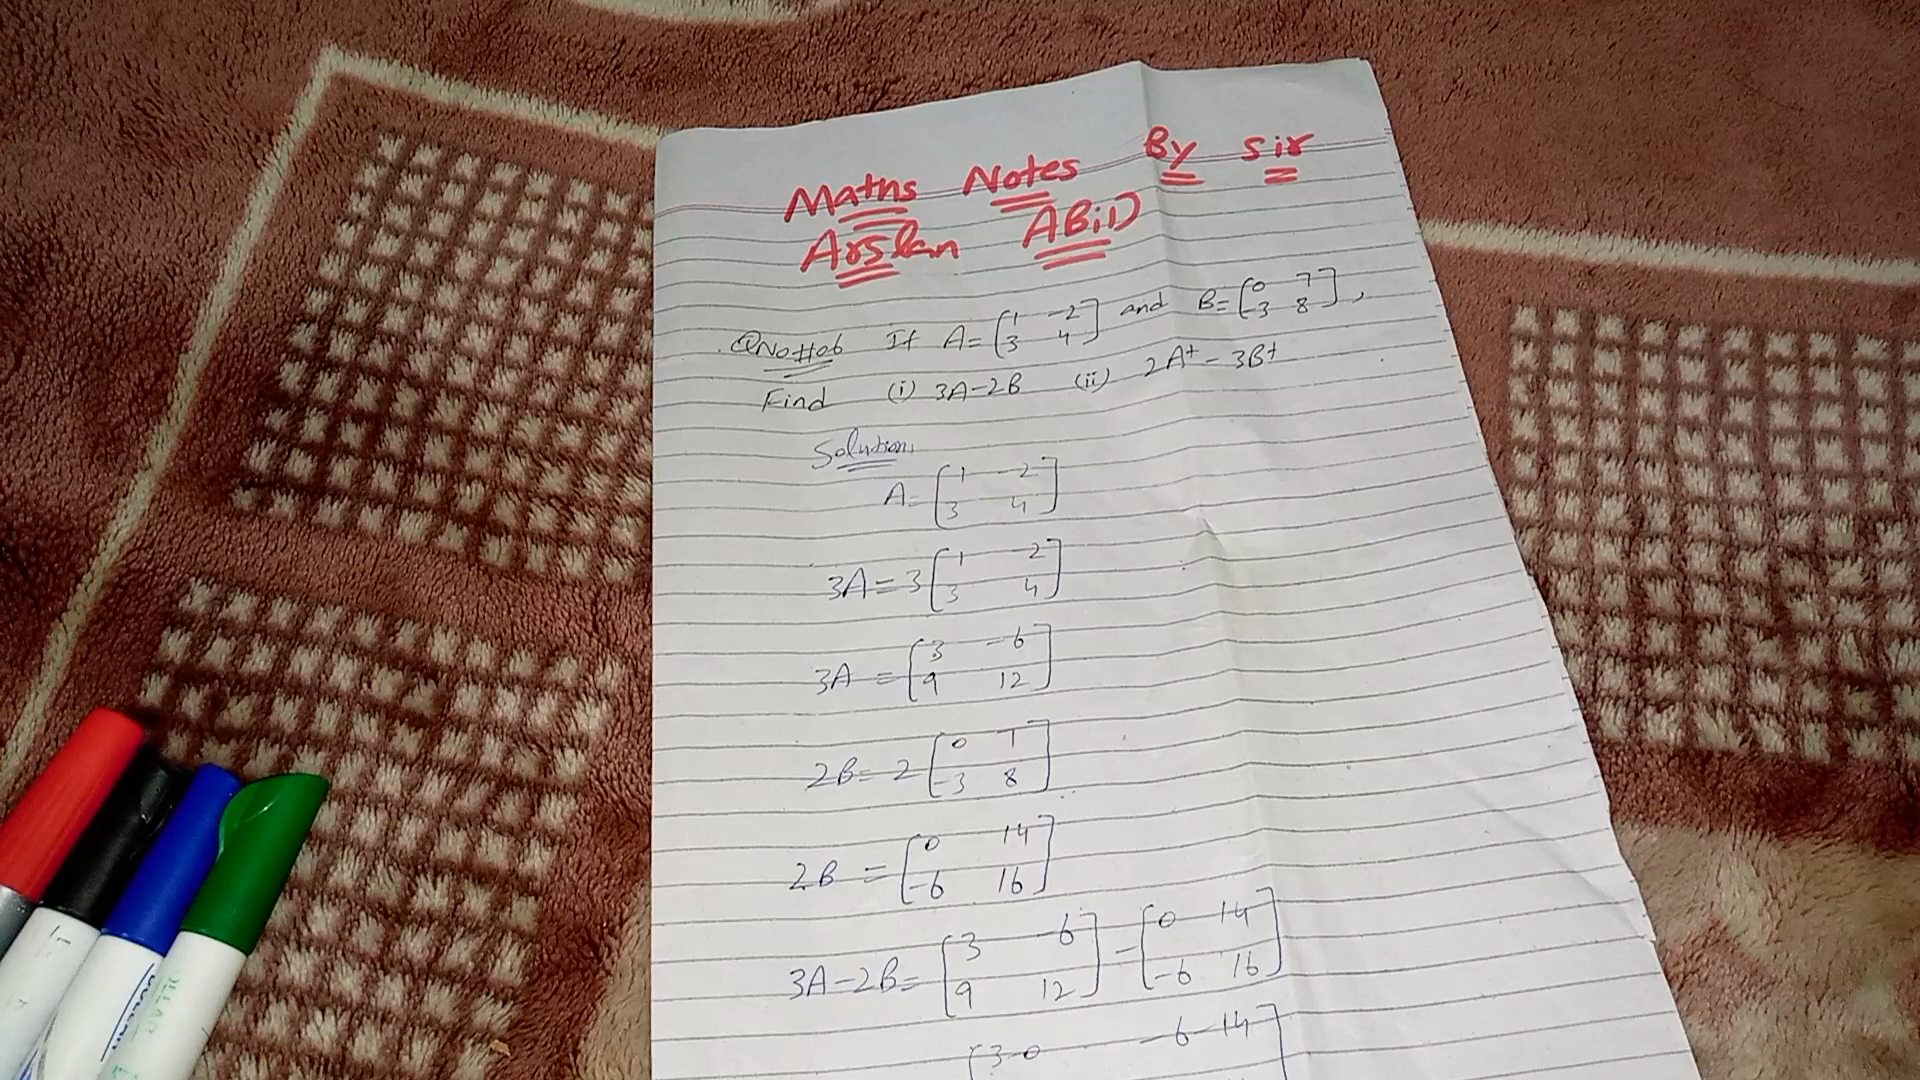 Maths Notes By sir
Arslan ABiD
QNo#06 If A=[1 -2 3 4] and B=[0 7 -3 8],
Find (i) 3A-2B (ii) 2Aᵗ-3Bᵗ
Solution
A=[1 -2 3 4]
3A=3[1 -2 3 4]
3A=[3 -6 9 12]
2B=2[0 7 -3 8]
2B=[0 14 -6 16]
3A-2B=[3 -6 9 12]-[0 14 -6 16]
[3-0 -6-14]